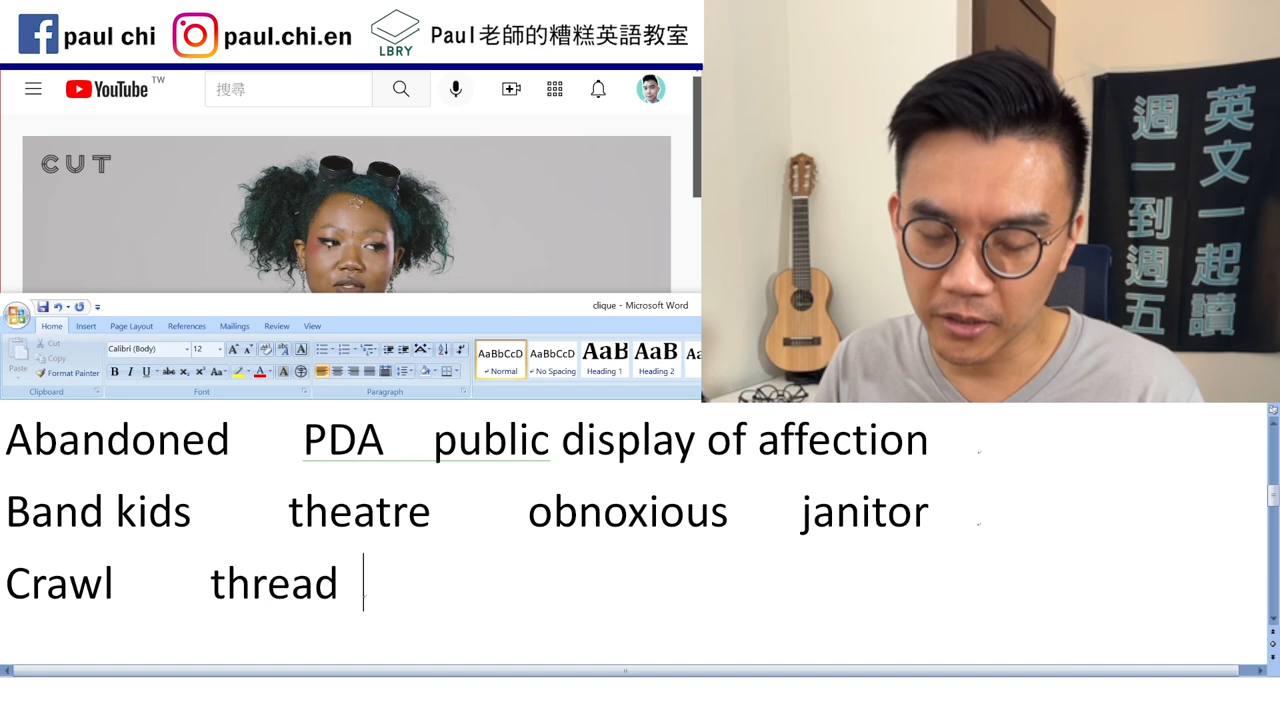 paul chi
paul.chi.en
LBRY
Paul老師的糟糕英語教室
YouTube TW
搜尋
CUT
英文一起讀
週一到週五
clique - Microsoft Word
Home Insert Page Layout References Mailings Review View
Cut
Copy
Format Painter
Paste
Clipboard
Calibri (Body) 12
Font
Paragraph
AaBbCcD AaBbCcD AaBb AaB Aa
Normal No Spacing Heading 1 Heading 2
Abandoned PDA public display of affection
Band kids theatre obnoxious janitor
Crawl thread